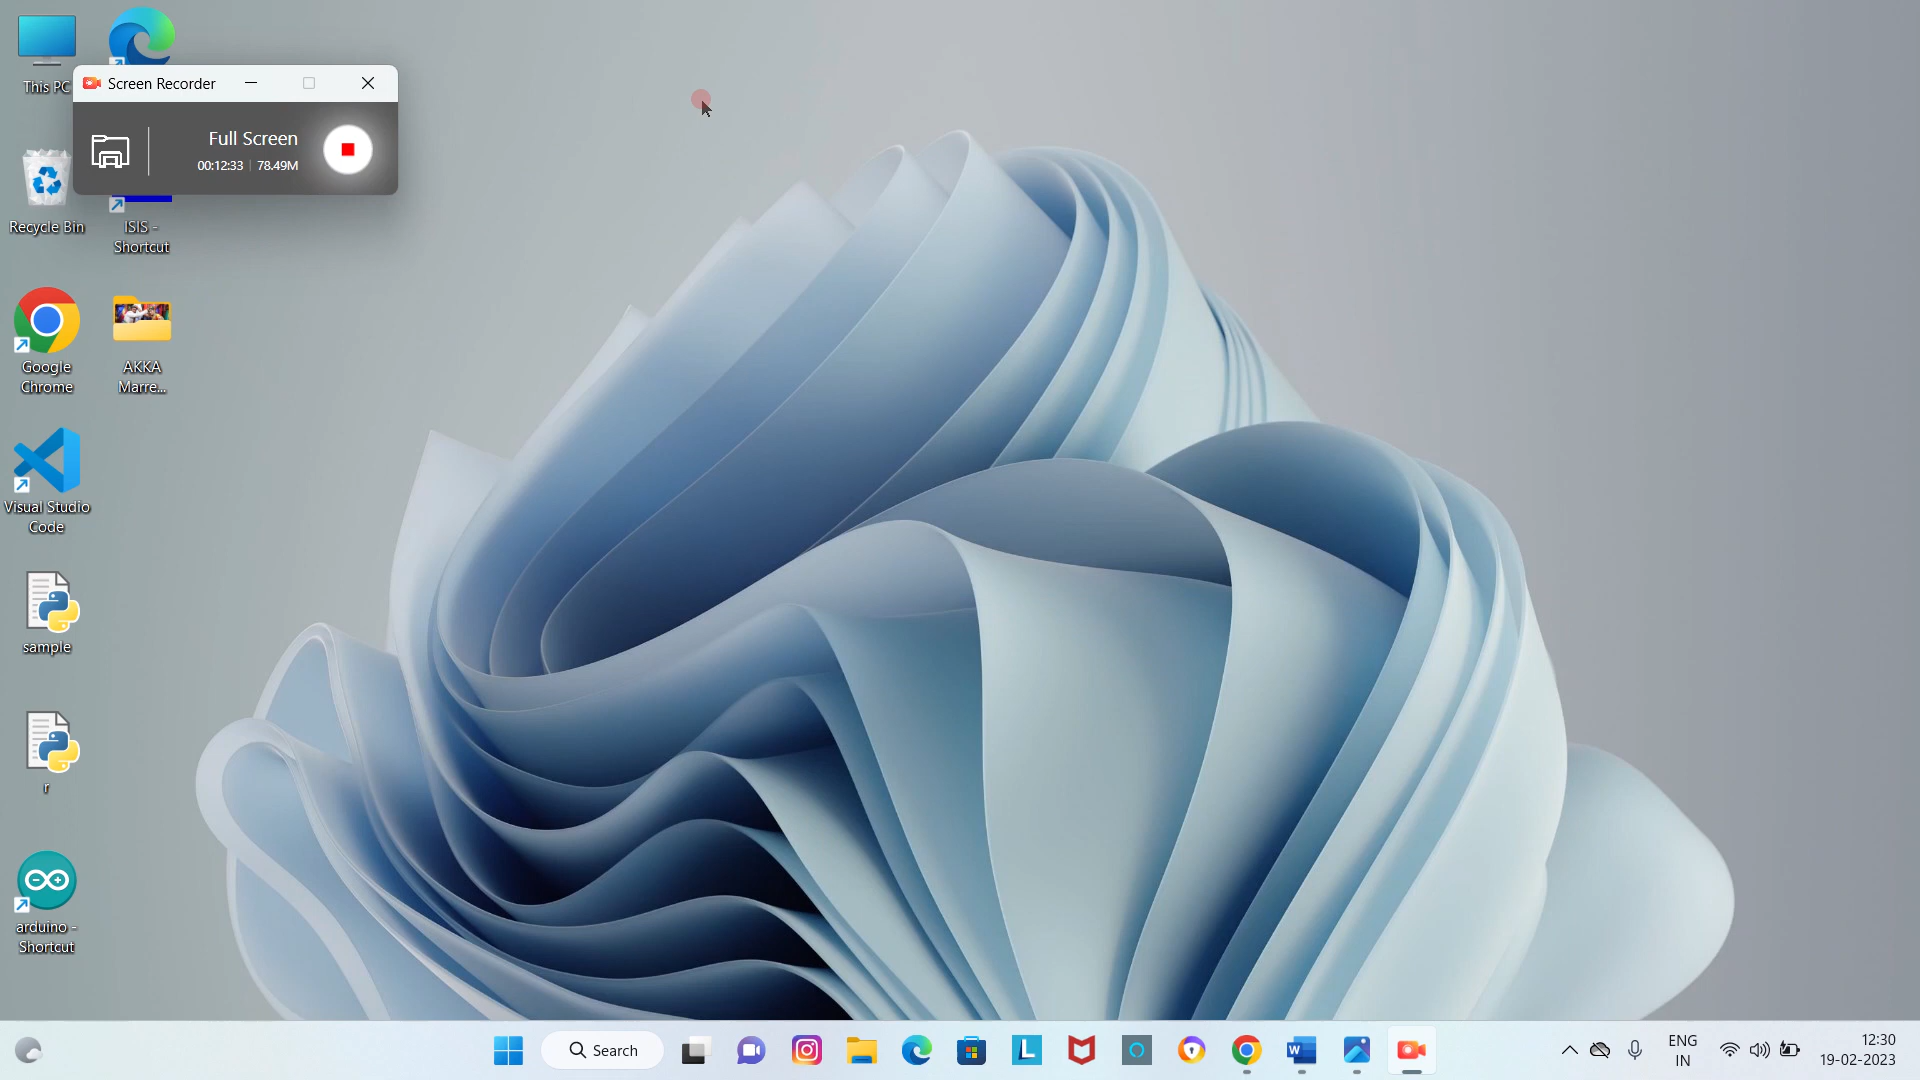 This PC
Screen Recorder
Full Screen
00:12:33 78.49M
Recycle Bin
ISIS -
Shortcut
Google
Chrome
AKKA
Marre...
Visual Studio
Code
sample
r
arduino -
Shortcut
Search
L
W
ENG
IN
12:30
19-02-2023